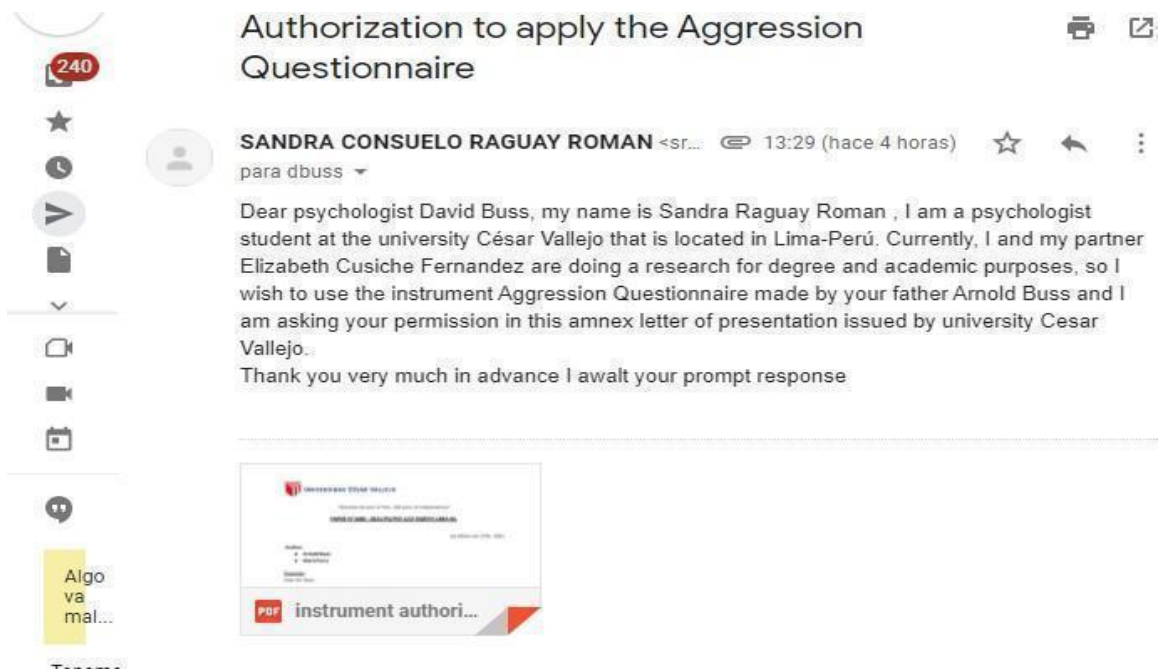 Authorization to apply the Aggression
Questionnaire
240
SANDRA CONSUELO RAGUAY ROMAN <sr... 13:29 (hace 4 horas)
para dbuss
Dear psychologist David Buss, my name is Sandra Raguay Roman , I am a psychologist
student at the university César Vallejo that is located in Lima-Perú. Currently, I and my partner
Elizabeth Cusiche Fernandez are doing a research for degree and academic purposes, so I
wish to use the instrument Aggression Questionnaire made by your father Arnold Buss and I
am asking your permission in this amnex letter of presentation issued by university Cesar
Vallejo.
Thank you very much in advance I awalt your prompt response
UNIVERSIDAD CÉSAR VALLEJO
PDF instrument authori...
Algo
va
mal...